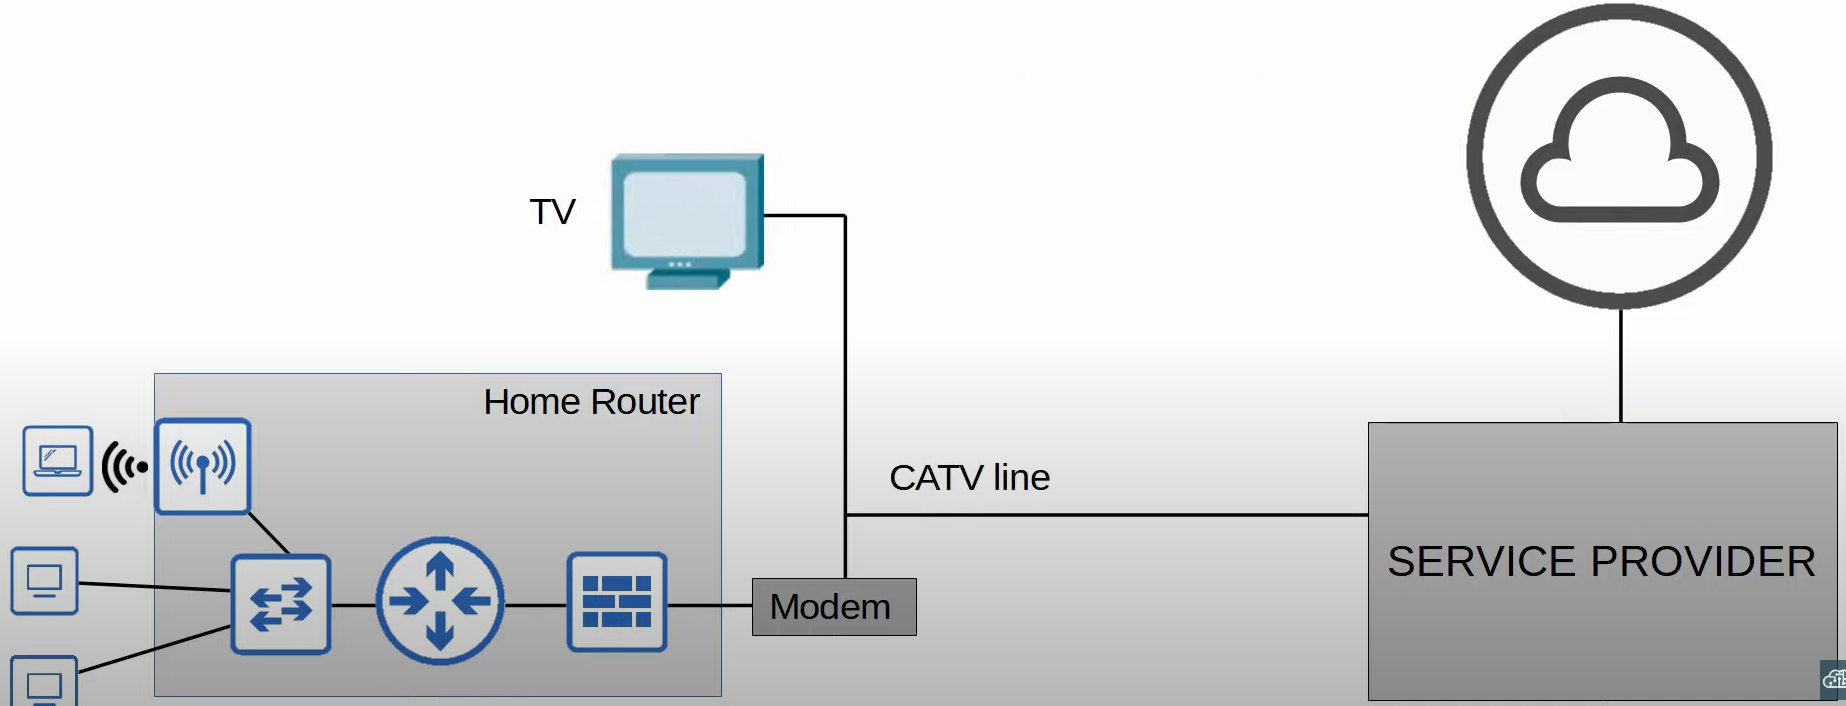 TV
Home Router
CATV line
SERVICE PROVIDER
Modem